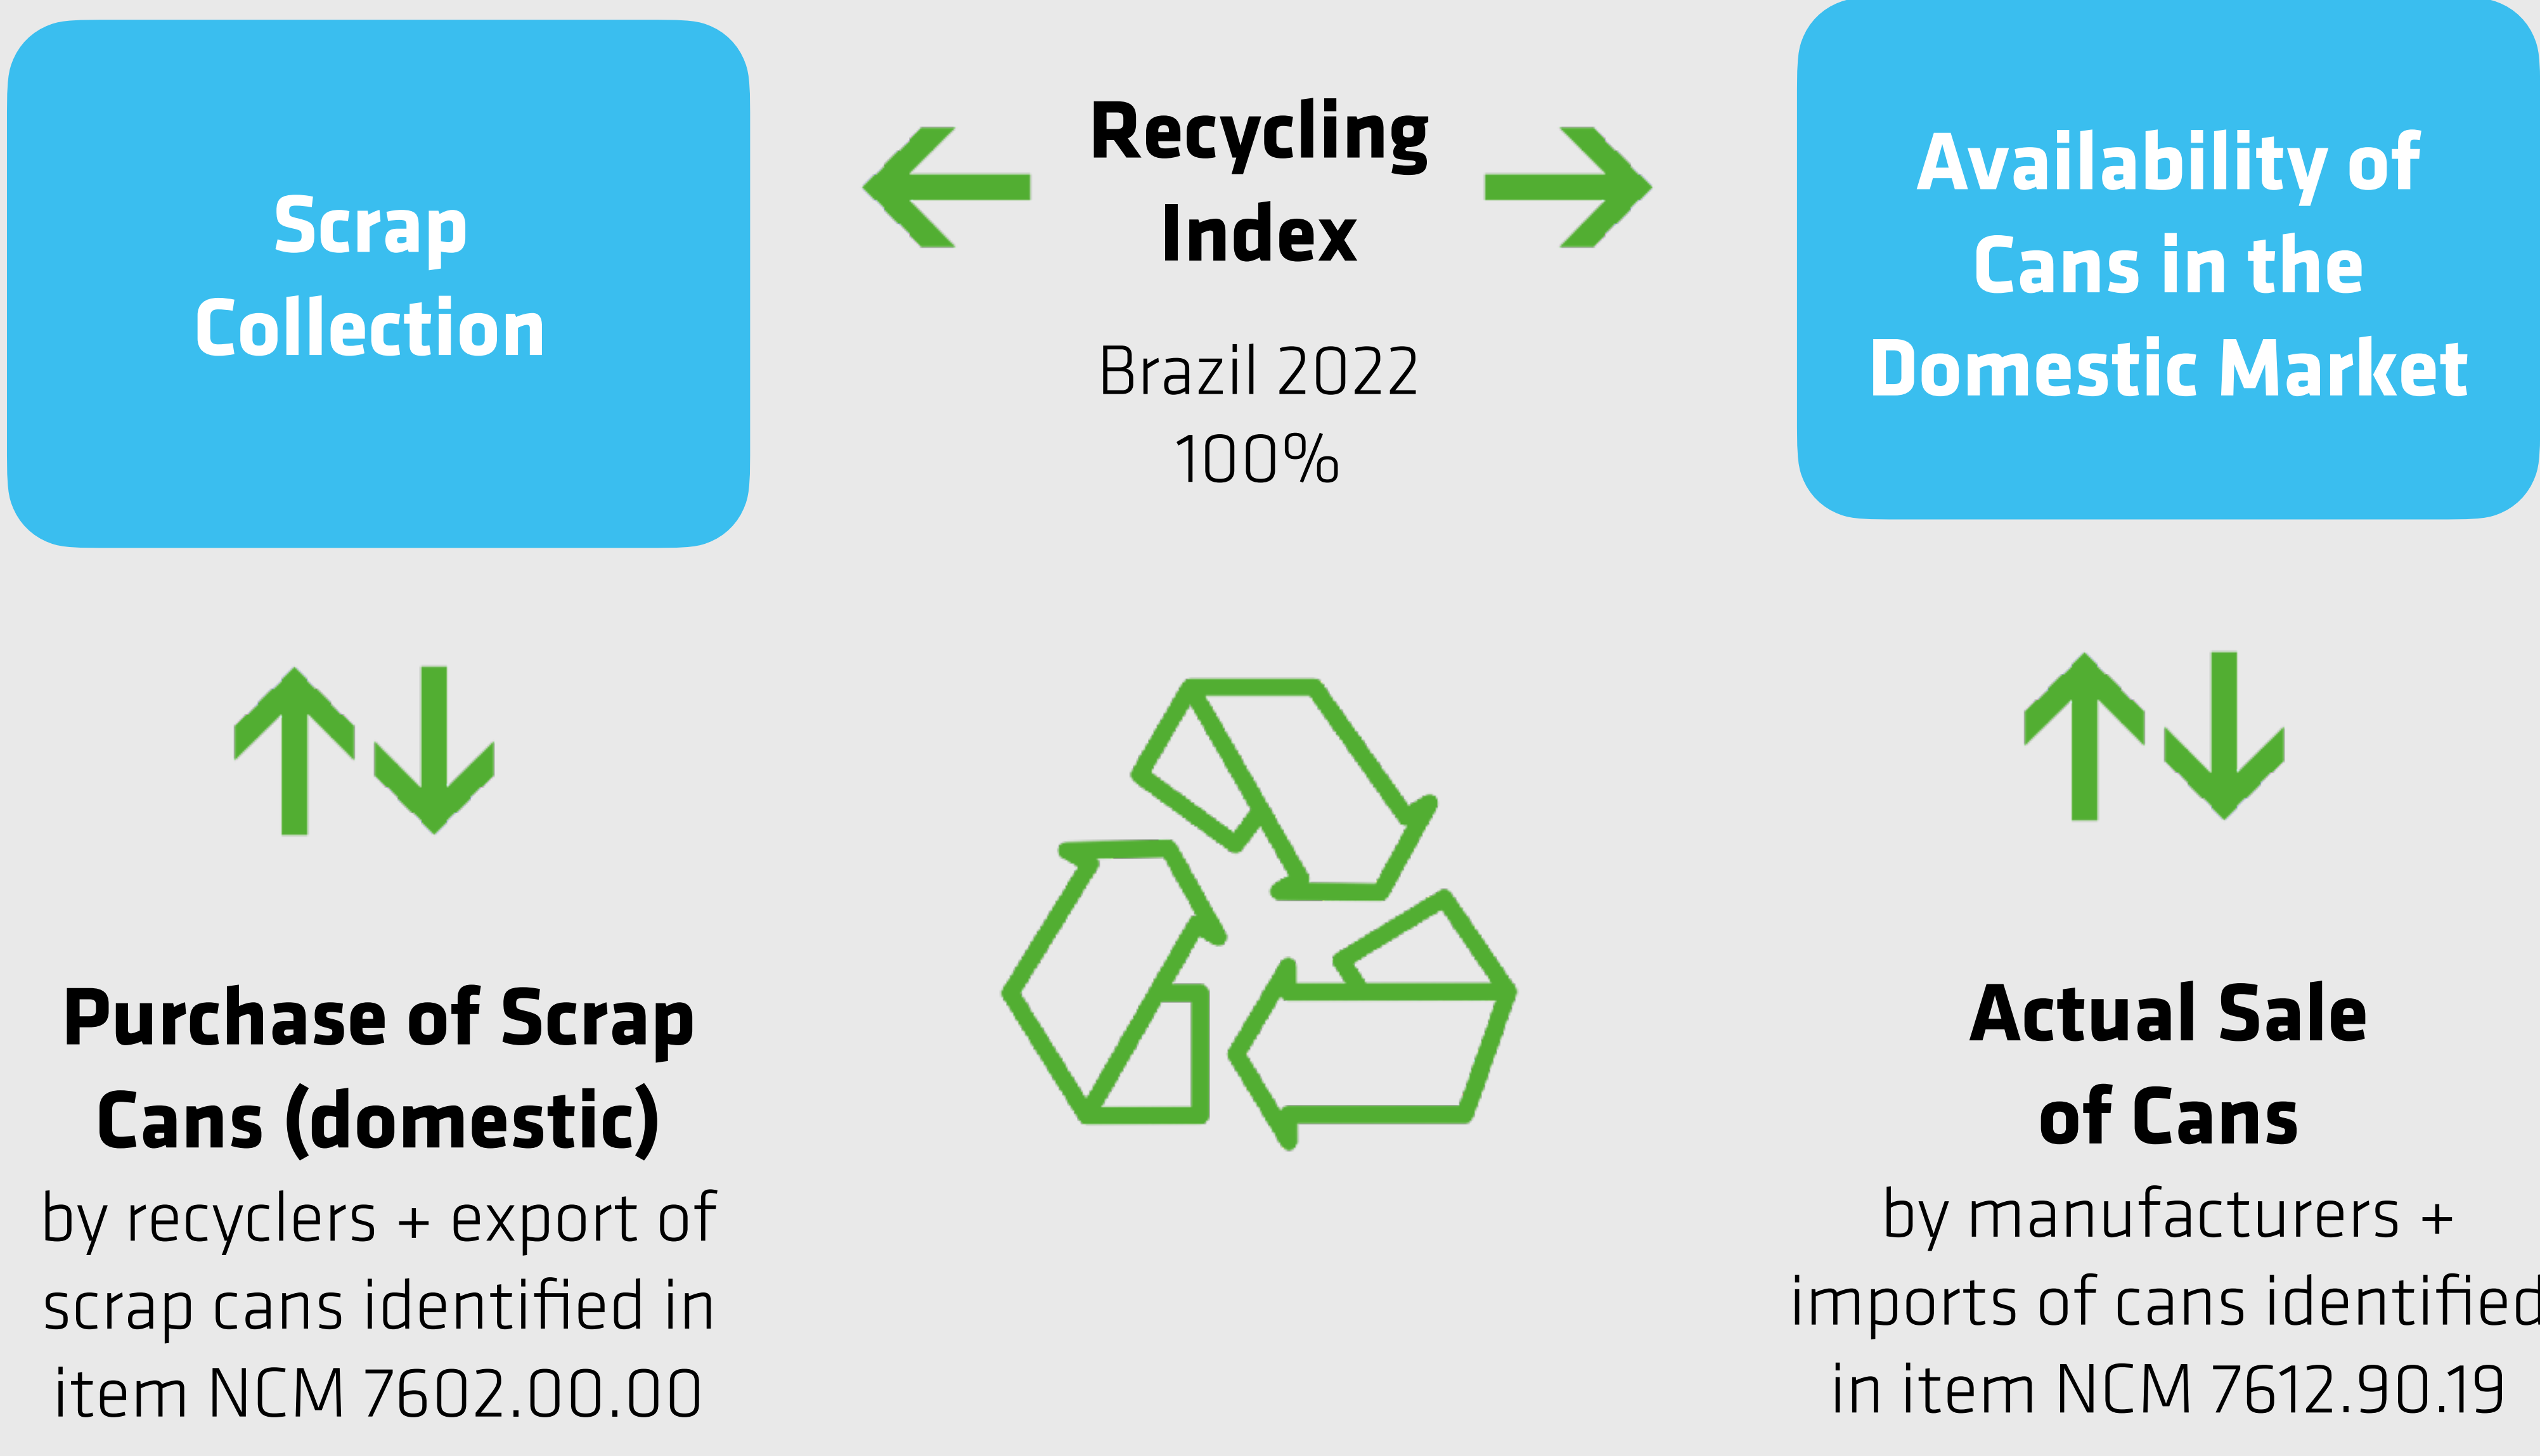 Scrap
Collection
Recycling
Index
Brazil 2022
100%
Availability of
Cans in the
Domestic Market
Purchase of Scrap
Cans (domestic)
by recyclers + export of
scrap cans identified in
item NCM 7602.00.00
Actual Sale
of Cans
by manufacturers +
imports of cans identified
in item NCM 7612.90.19